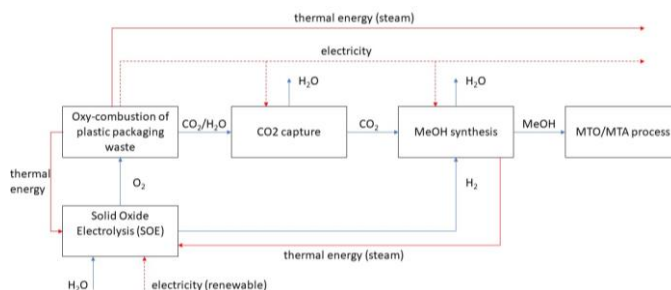 thermal energy (steam)
electricity
H₂O
H₂O
Oxy-combustion of
plastic packaging
waste
CO₂/H₂O
CO2 capture
CO₂
MeOH synthesis
MeOH
MTO/MTA process
thermal
energy
O₂
H₂
Solid Oxide
Electrolysis (SOE)
thermal energy (steam)
H₂O
electricity (renewable)